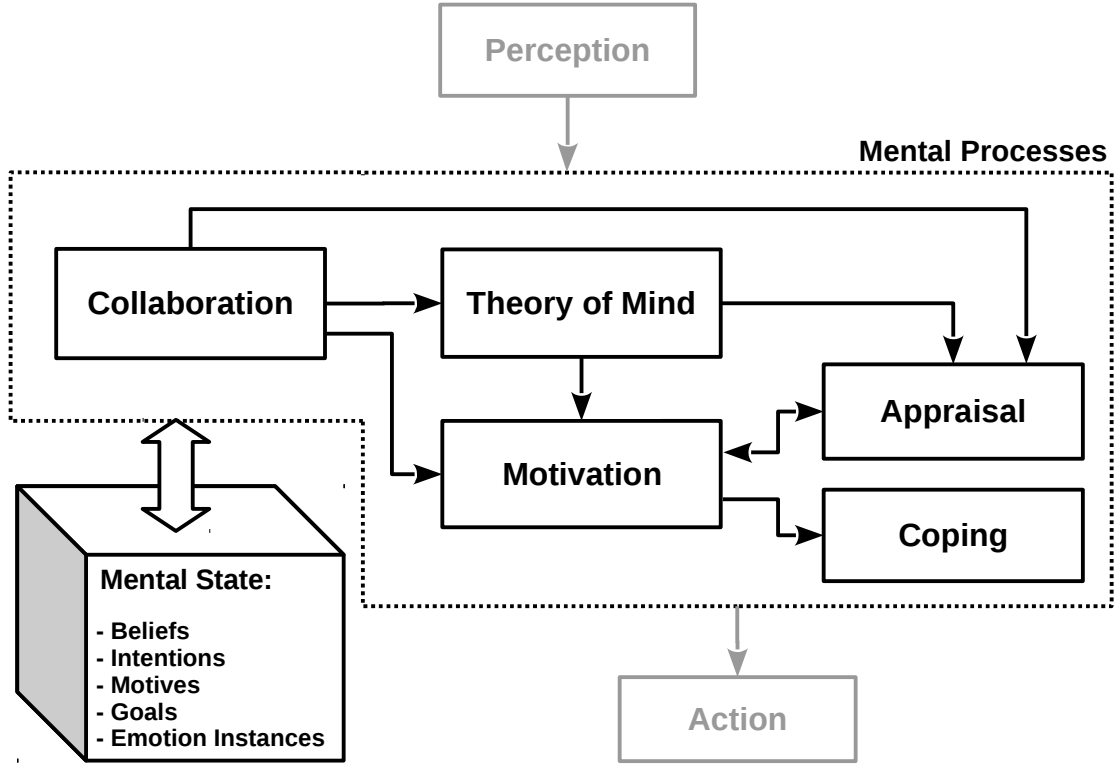 Perception
Mental Processes
Collaboration
Theory of Mind
Appraisal
Motivation
Coping
Mental State:
- Beliefs
- Intentions
- Motives
- Goals
- Emotion Instances
Action